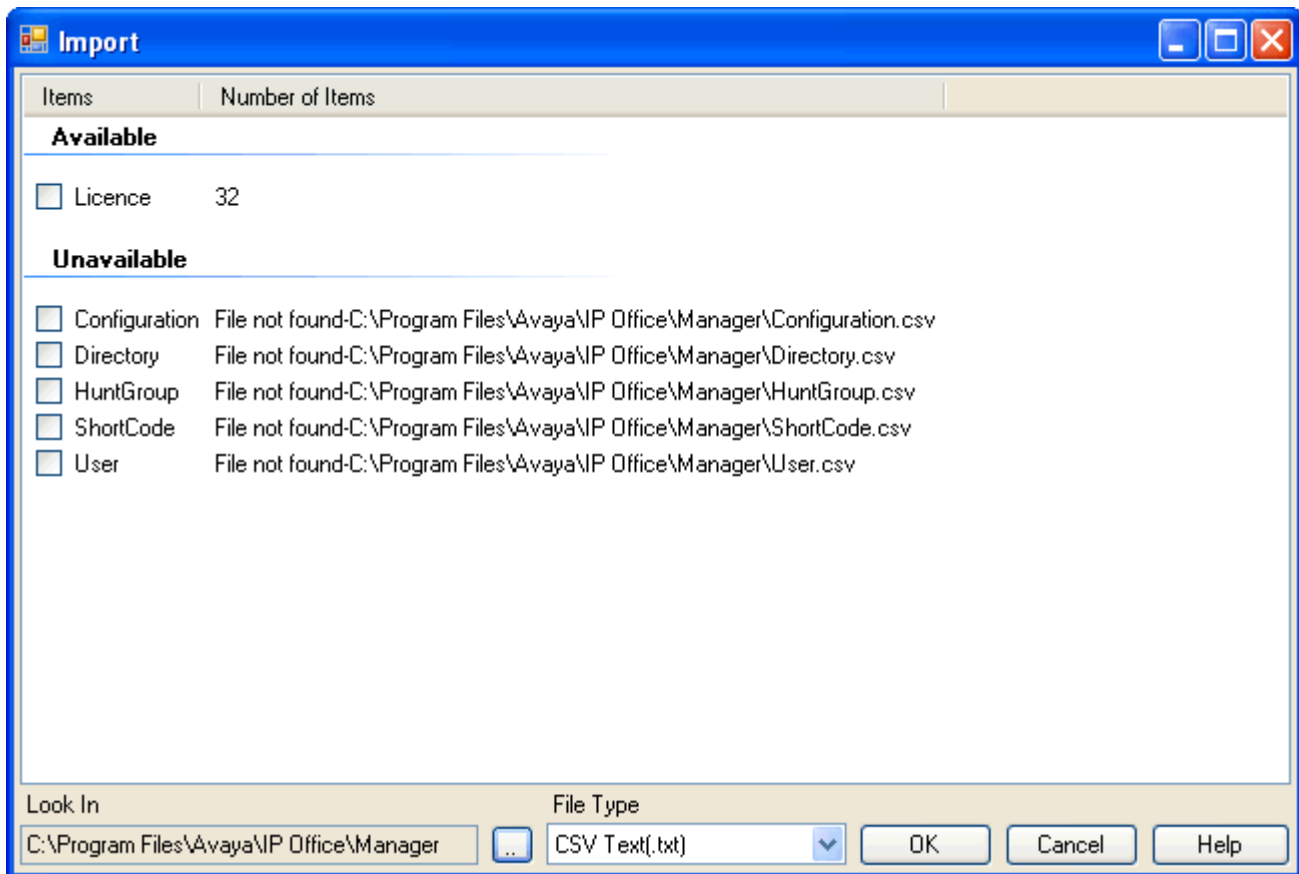 Import
Items Number of Items
Available
Licence 32
Unavailable
Configuration File not found-C:\Program Files\Avaya\IP Office\Manager\Configuration.csv
Directory File not found-C:\Program Files\Avaya\IP Office\Manager\Directory.csv
HuntGroup File not found-C:\Program Files\Avaya\IP Office\Manager\HuntGroup.csv
ShortCode File not found-C:\Program Files\Avaya\IP Office\Manager\ShortCode.csv
User File not found-C:\Program Files\Avaya\IP Office\Manager\User.csv
Look In File Type
C:\Program Files\Avaya\IP Office\Manager .. CSV Text(.txt) OK Cancel Help